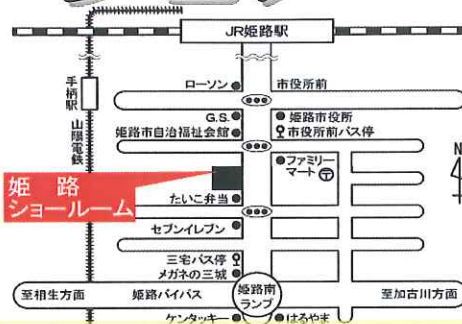 JR姫路駅
手柄駅
山陽電鉄
ローソン
市役所前
G.S.
姫路市役所
姫路市自治福祉会館
市役所前バス停
ファミリー
マート
N
4
姫路
ショールーム
たいこ弁当
セブンイレブン
三宅バス停
メガネの三城
至相生方面
姫路バイパス
姫路南
ランプ
至加古川方面
ケンタッキー
はるやま